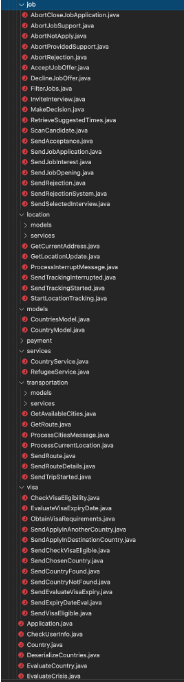 job
AbortCloseJobApplication.java
AbortJobSupport.java
AbortNotApply.java
AbortProvidedSupport.java
AbortRejection.java
AcceptJobOffer.java
DeclineJobOffer.java
FilterJobs.java
InviteInterview.java
MakeDecision.java
RetrieveSuggestedTimes.java
ScanCandidate.java
SendAcceptance.java
SendJobApplication.java
SendJobInterest.java
SendJobOpening.java
SendRejection.java
SendRejectionSystem.java
SendSelectedInterview.java
location
models
services
GetCurrentAddress.java
GetLocationUpdate.java
ProcessInterruptMessage.java
SendTrackingInterrupted.java
SendTrackingStarted.java
StartLocationTracking.java
models
CountriesModel.java
CountryModel.java
payment
services
CountryService.java
RefugeeService.java
transportation
models
services
GetAvailableCities.java
GetRoute.java
ProcessCitiesMessage.java
ProcessCurrentLocation.java
SendRoute.java
SendRouteDetails.java
SendTripStarted.java
visa
CheckVisaEligibility.java
EvaluateVisaExpiryDate.java
ObtainVisaRequirements.java
SendApplyInAnotherCountry.java
SendApplyInDestinationCountry.java
SendCheckVisaEligible.java
SendChosenCountry.java
SendCountryFound.java
SendCountryNotFound.java
SendEvaluateVisaExpiry.java
SendExpiryDateEval.java
SendVisaEligible.java
Application.java
CheckUserInfo.java
Country.java
DeserializeCountries.java
EvaluateCountry.java
EvaluateCrisis.java